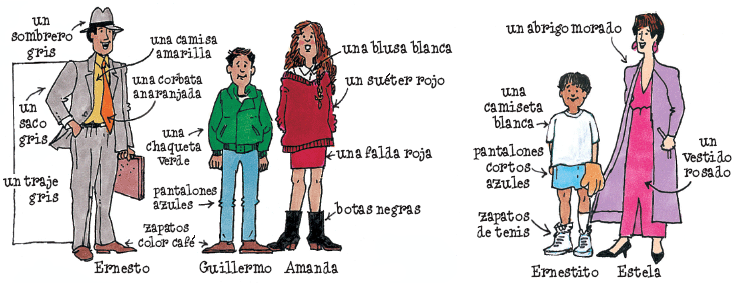 un
sombrero
gris
una camisa
amarilla
una corbata
anaranjada
un
saco
gris
un traje
gris
Ernesto
una
chaqueta
verde
pantalones
azules
zapatos
color café
Guillermo
una blusa blanca
un suéter rojo
una falda roja
botas negras
Amanda
un abrigo morado
una
camiseta
blanca
pantalones
cortos
azules
zapatos
de tenis
Ernestito
un
vestido
rosado
Estela